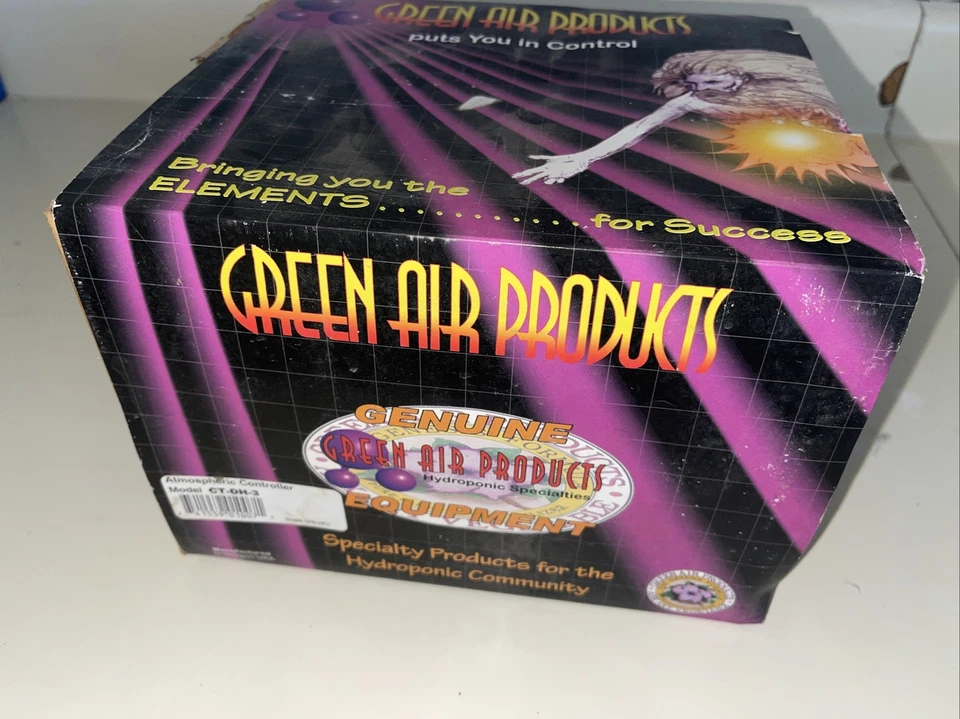 GREEN AIR PRODUCTS
puts You in Control
Bringing you the
ELEMENTS.............for Success
GREEN AIR PRODUCTS
GENUINE
GREEN AIR PRODUCTS
Hydroponic Specialties
EQUIPMENT
Atmospheric Controller
Model CT-DH-3
Specialty Products for the
Hydroponic Community
Manufactured